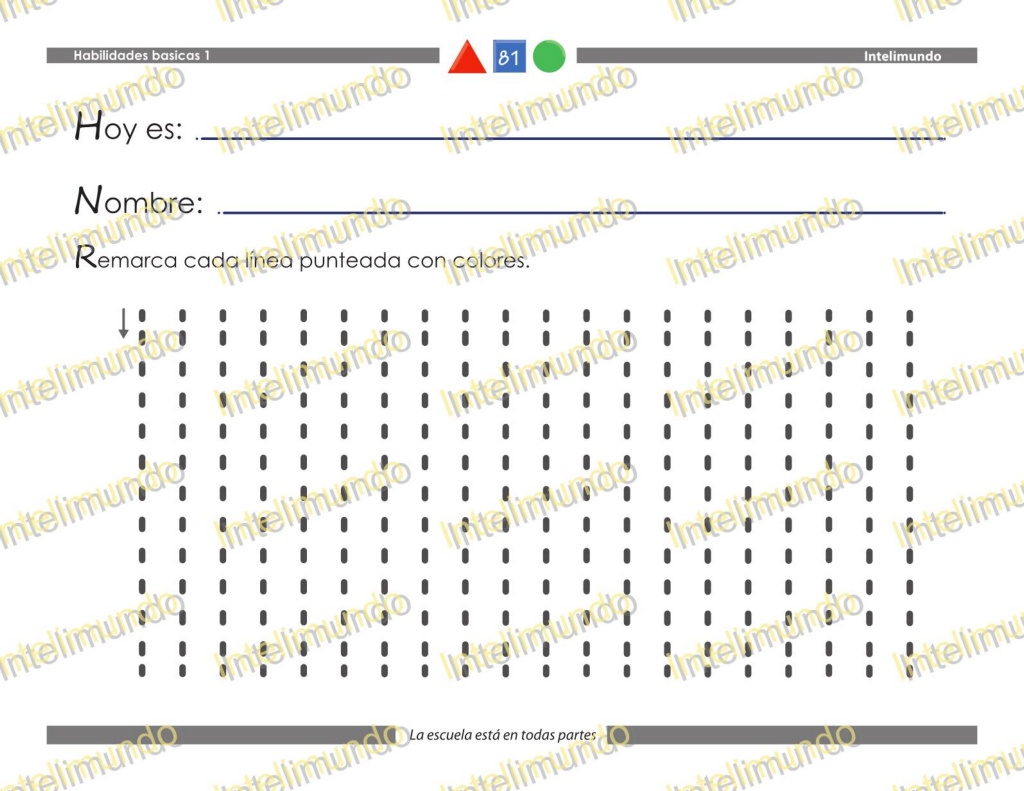 Habilidades basicas 1
81
Intelimundo
Hoy es:
Nombre:
Remarca cada línea punteada con colores.
La escuela está en todas partes